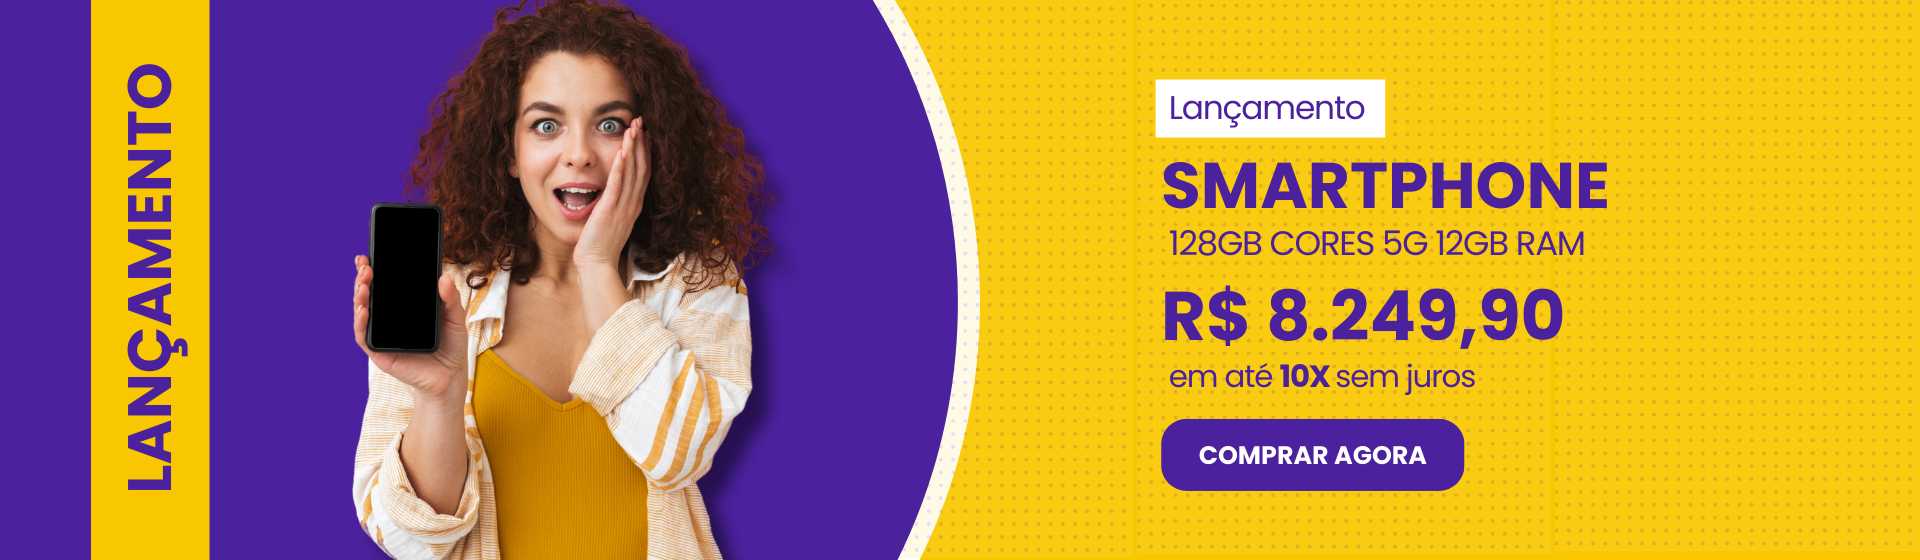 LANÇAMENTO
Lançamento
SMARTPHONE
128GB CORES 5G 12GB RAM
R$ 8.249,90
em até 10X sem juros
COMPRAR AGORA